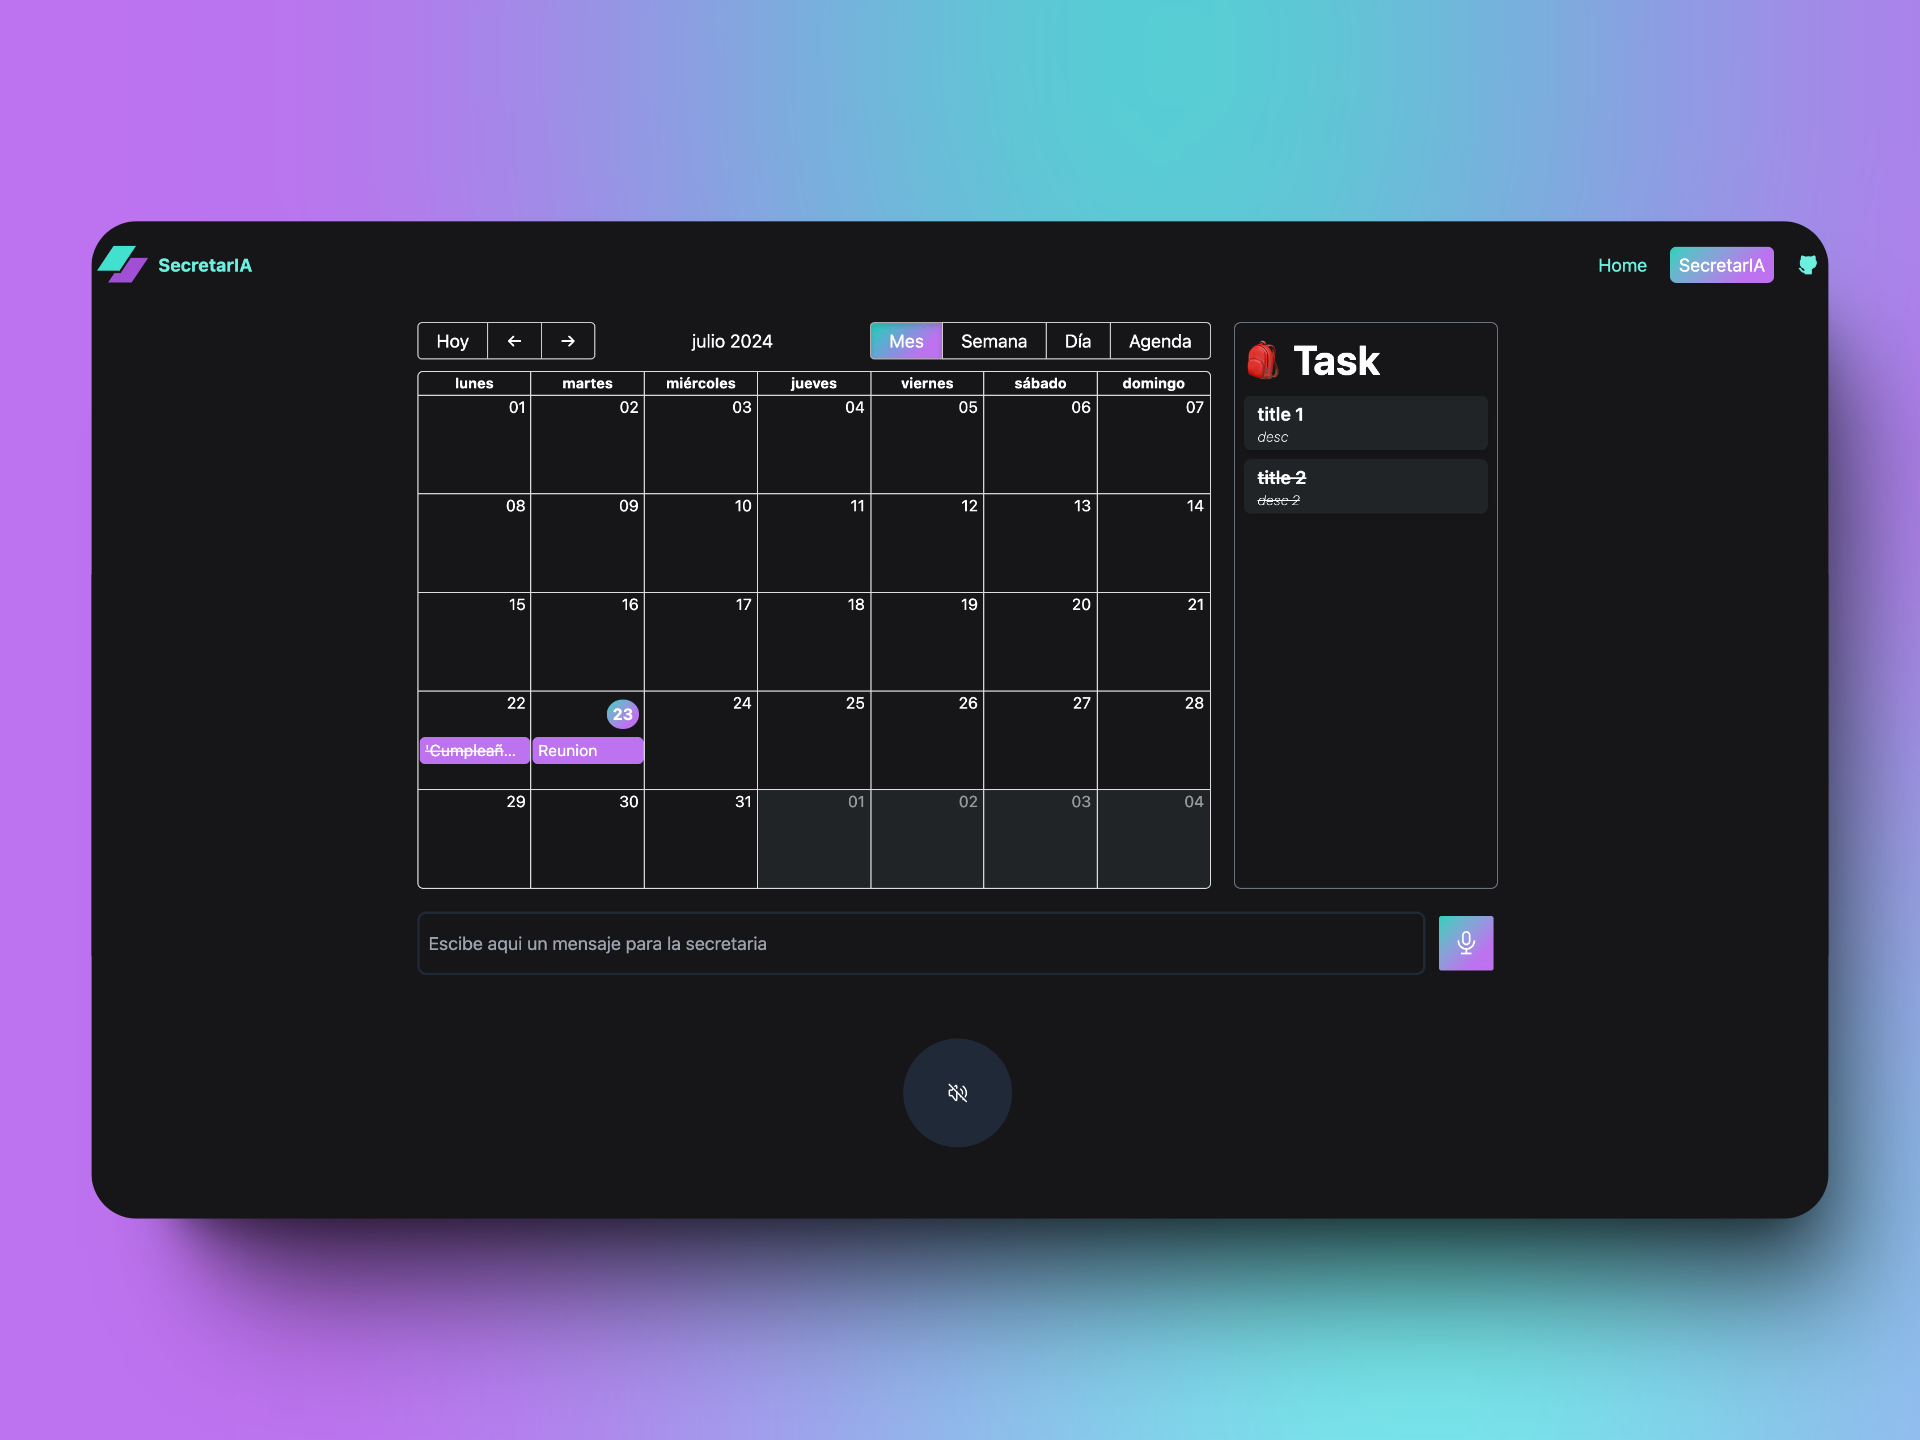 SecretarIA
Home SecretarIA
Hoy julio 2024 Mes Semana Día Agenda
lunes martes miércoles jueves viernes sábado domingo
01 02 03 04 05 06 07
08 09 10 11 12 13 14
15 16 17 18 19 20 21
22 23 24 25 26 27 28
'Cumpleañ... Reunion
29 30 31 01 02 03 04
Task
title 1
desc
title 2
desc 2
Escibe aqui un mensaje para la secretaria